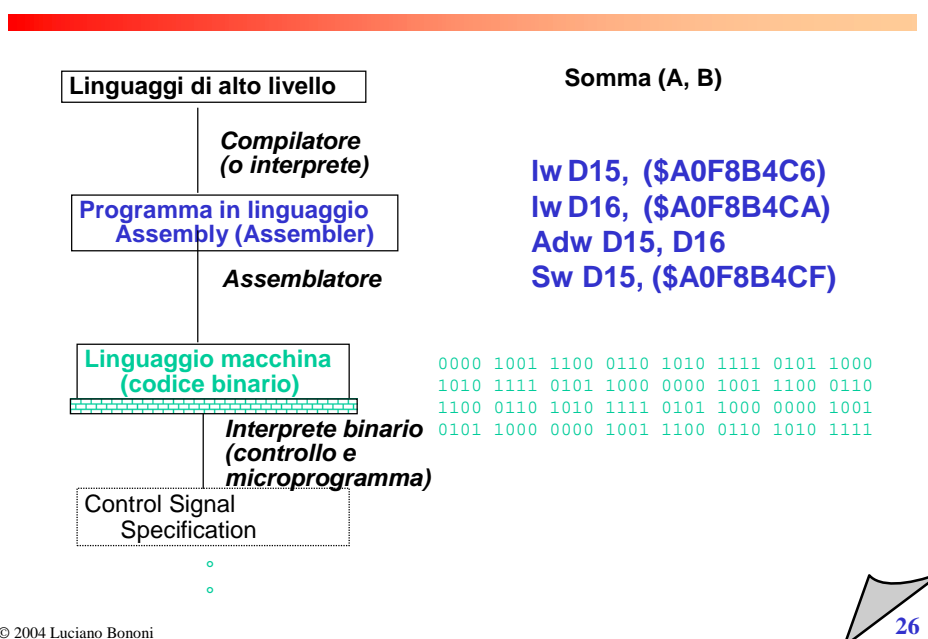 Linguaggi di alto livello
Somma (A, B)
Compilatore
(o interprete)
lw D15, ($A0F8B4C6)
lw D16, ($A0F8B4CA)
Adw D15, D16
Sw D15, ($A0F8B4CF)
Programma in linguaggio
Assembly (Assembler)
Assemblatore
Linguaggio macchina
(codice binario)
0000 1001 1100 0110 1010 1111 0101 1000
1010 1111 0101 1000 0000 1001 1100 0110
1100 0110 1010 1111 0101 1000 0000 1001
0101 1000 0000 1001 1100 0110 1010 1111
Interprete binario
(controllo e
microprogramma)
Control Signal
Specification
© 2004 Luciano Bononi
26